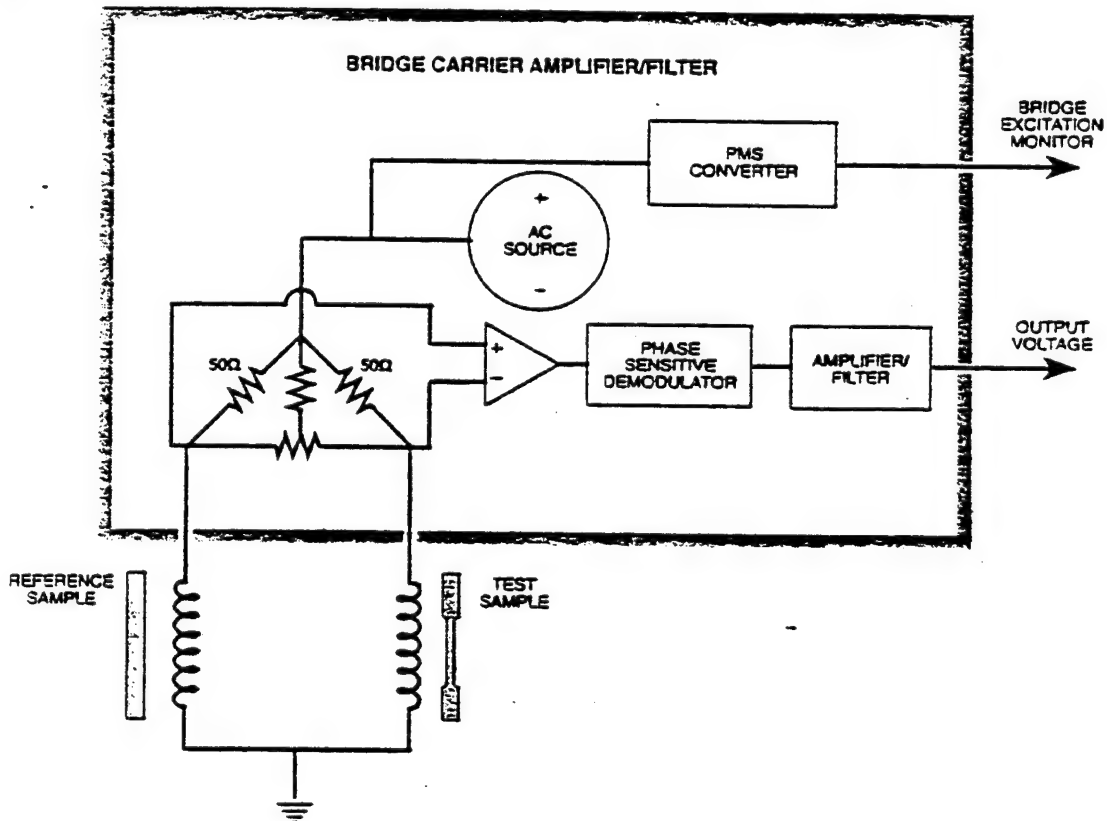 BRIDGE CARRIER AMPLIFIER/FILTER
BRIDGE
EXCITATION
MONITOR
PMS
CONVERTER
+
AC
SOURCE
-
OUTPUT
VOLTAGE
50Ω
50Ω
+
-
PHASE
SENSITIVE
DEMODULATOR
AMPLIFIER/
FILTER
REFERENCE
SAMPLE
TEST
SAMPLE